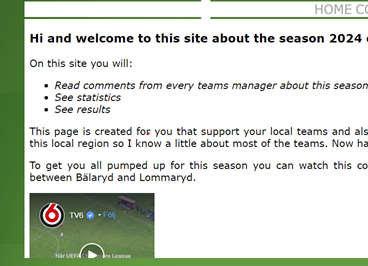 HOME CO
Hi and welcome to this site about the season 2024
On this site you will:
Read comments from every teams manager about this season
See statistics
See results
This page is created for you that support your local teams and als
this local region so I know a little about most of the teams. Now ha
To get you all pumped up for this season you can watch this co
between Bälaryd and Lommaryd.
6 TV6 • Följ
När UEFA Champions League